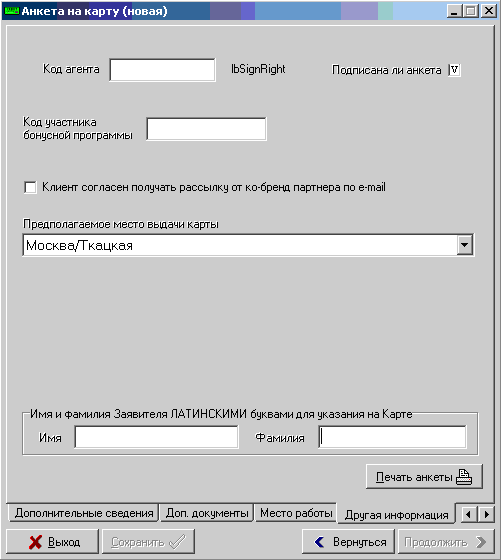 Анкета на карту (новая)
Код агента lbSignRight Подписана ли анкета
Код участника
бонусной программы
Клиент согласен получать рассылку от ко-бренд партнера по e-mail
Предполагаемое место выдачи карты
Москва/Ткацкая
Имя и фамилия Заявителя ЛАТИНСКИМИ буквами для указания на Карте
Имя Фамилия
Печать анкеты
Дополнительные сведения Доп. документы Место работы Другая информация
Выход Сохранить Вернуться Продолжить